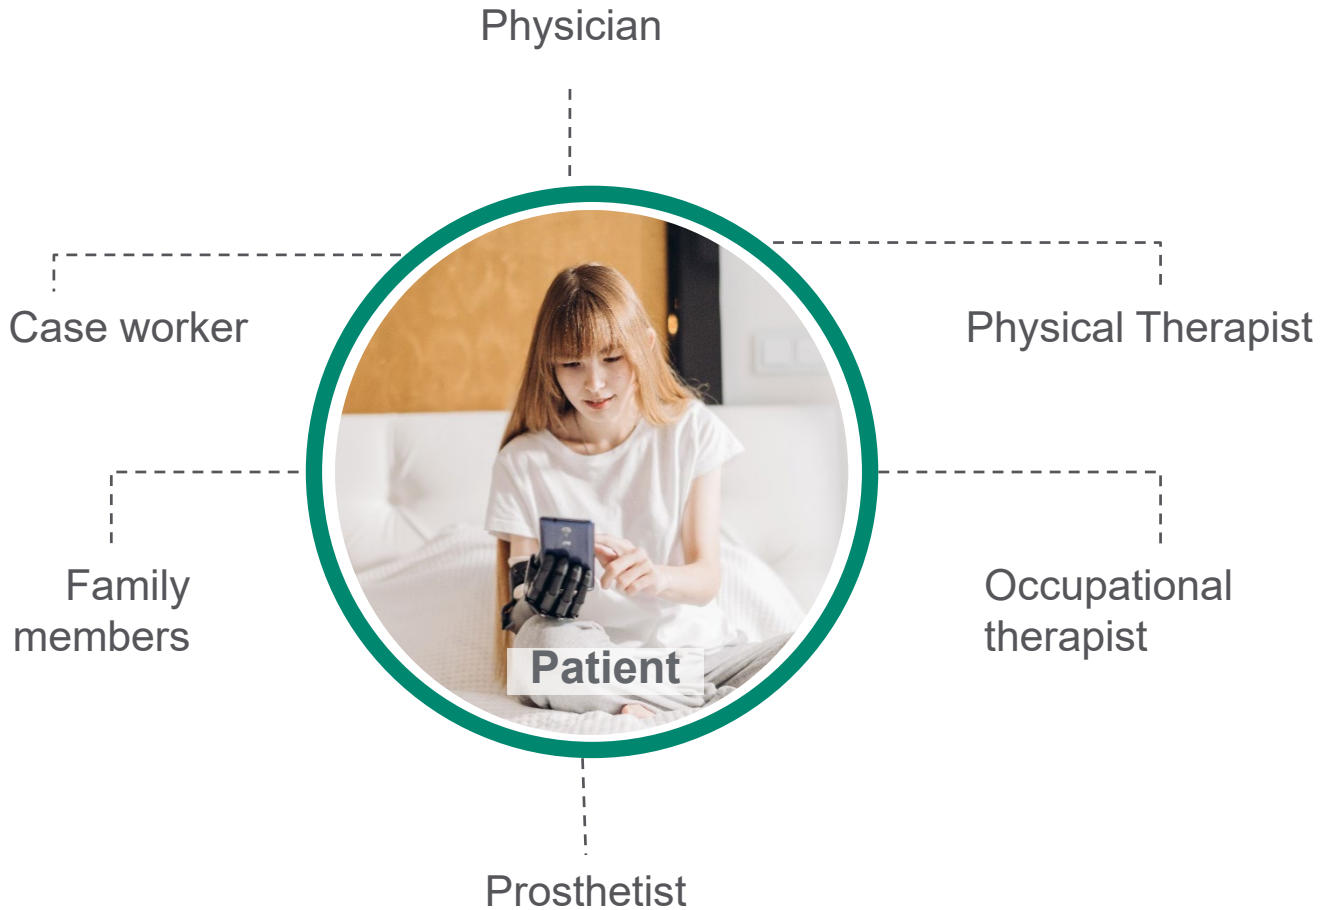 Physician
Case worker
Physical Therapist
Family
members
Occupational
therapist
Patient
Prosthetist